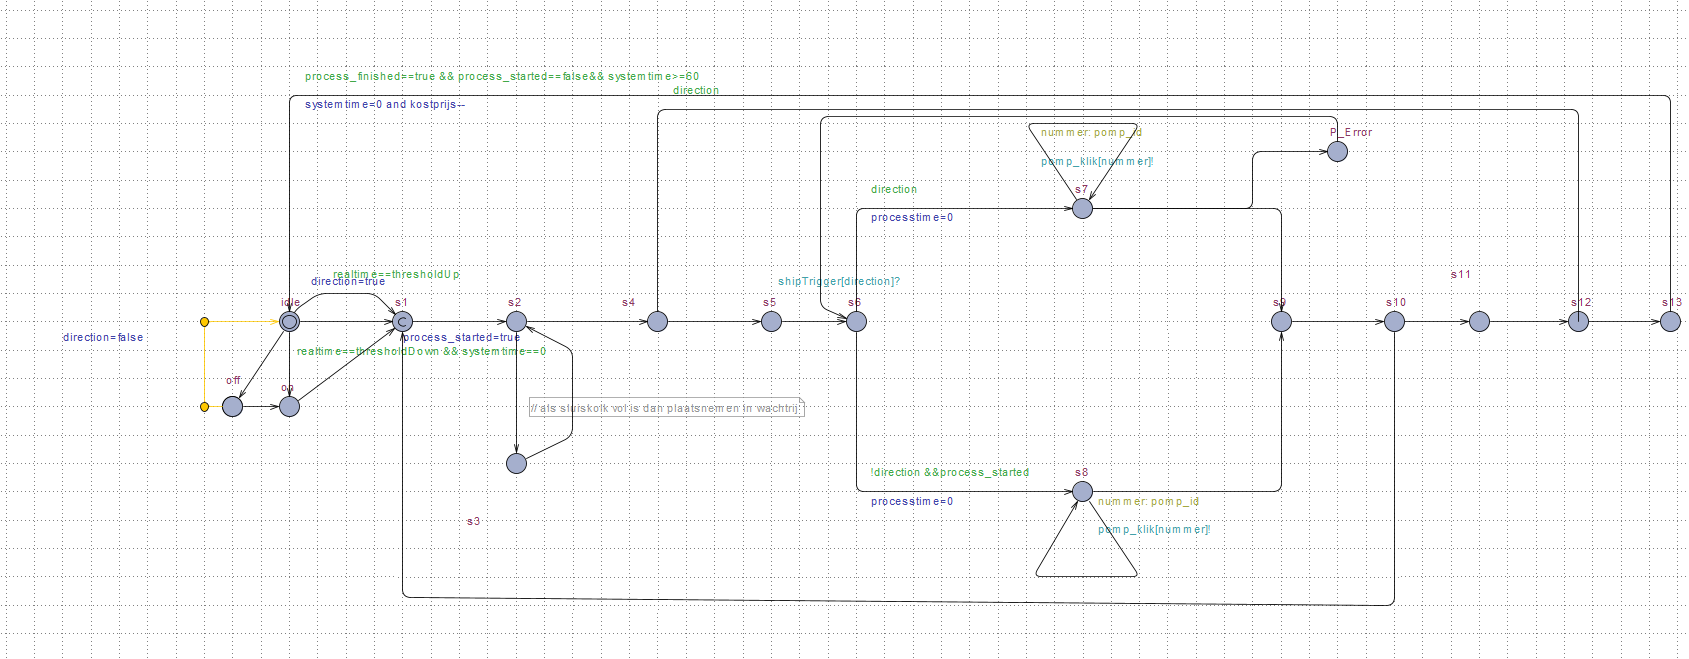 process_finished==true && process_started==false&& systemtime>=60
direction
systemtime=0 and kostprijs--
nummer: pomp_id
P_Error
pomp_klik[nummer]!
s7
direction
processtime=0
realtime==thresholdUp
direction=true
shipTrigger[direction]?
s11
idle
s1
s2
s4
s5
s6
s9
s10
s12
s13
direction=false
process_started=true
realtime==thresholdDown && systemtime==0
off
on
// als sluiskolk vol is dan plaatsnemen in wachtrij
!direction &&process_started
s8
processtime=0
nummer: pomp_id
s3
pomp_klik[nummer]!